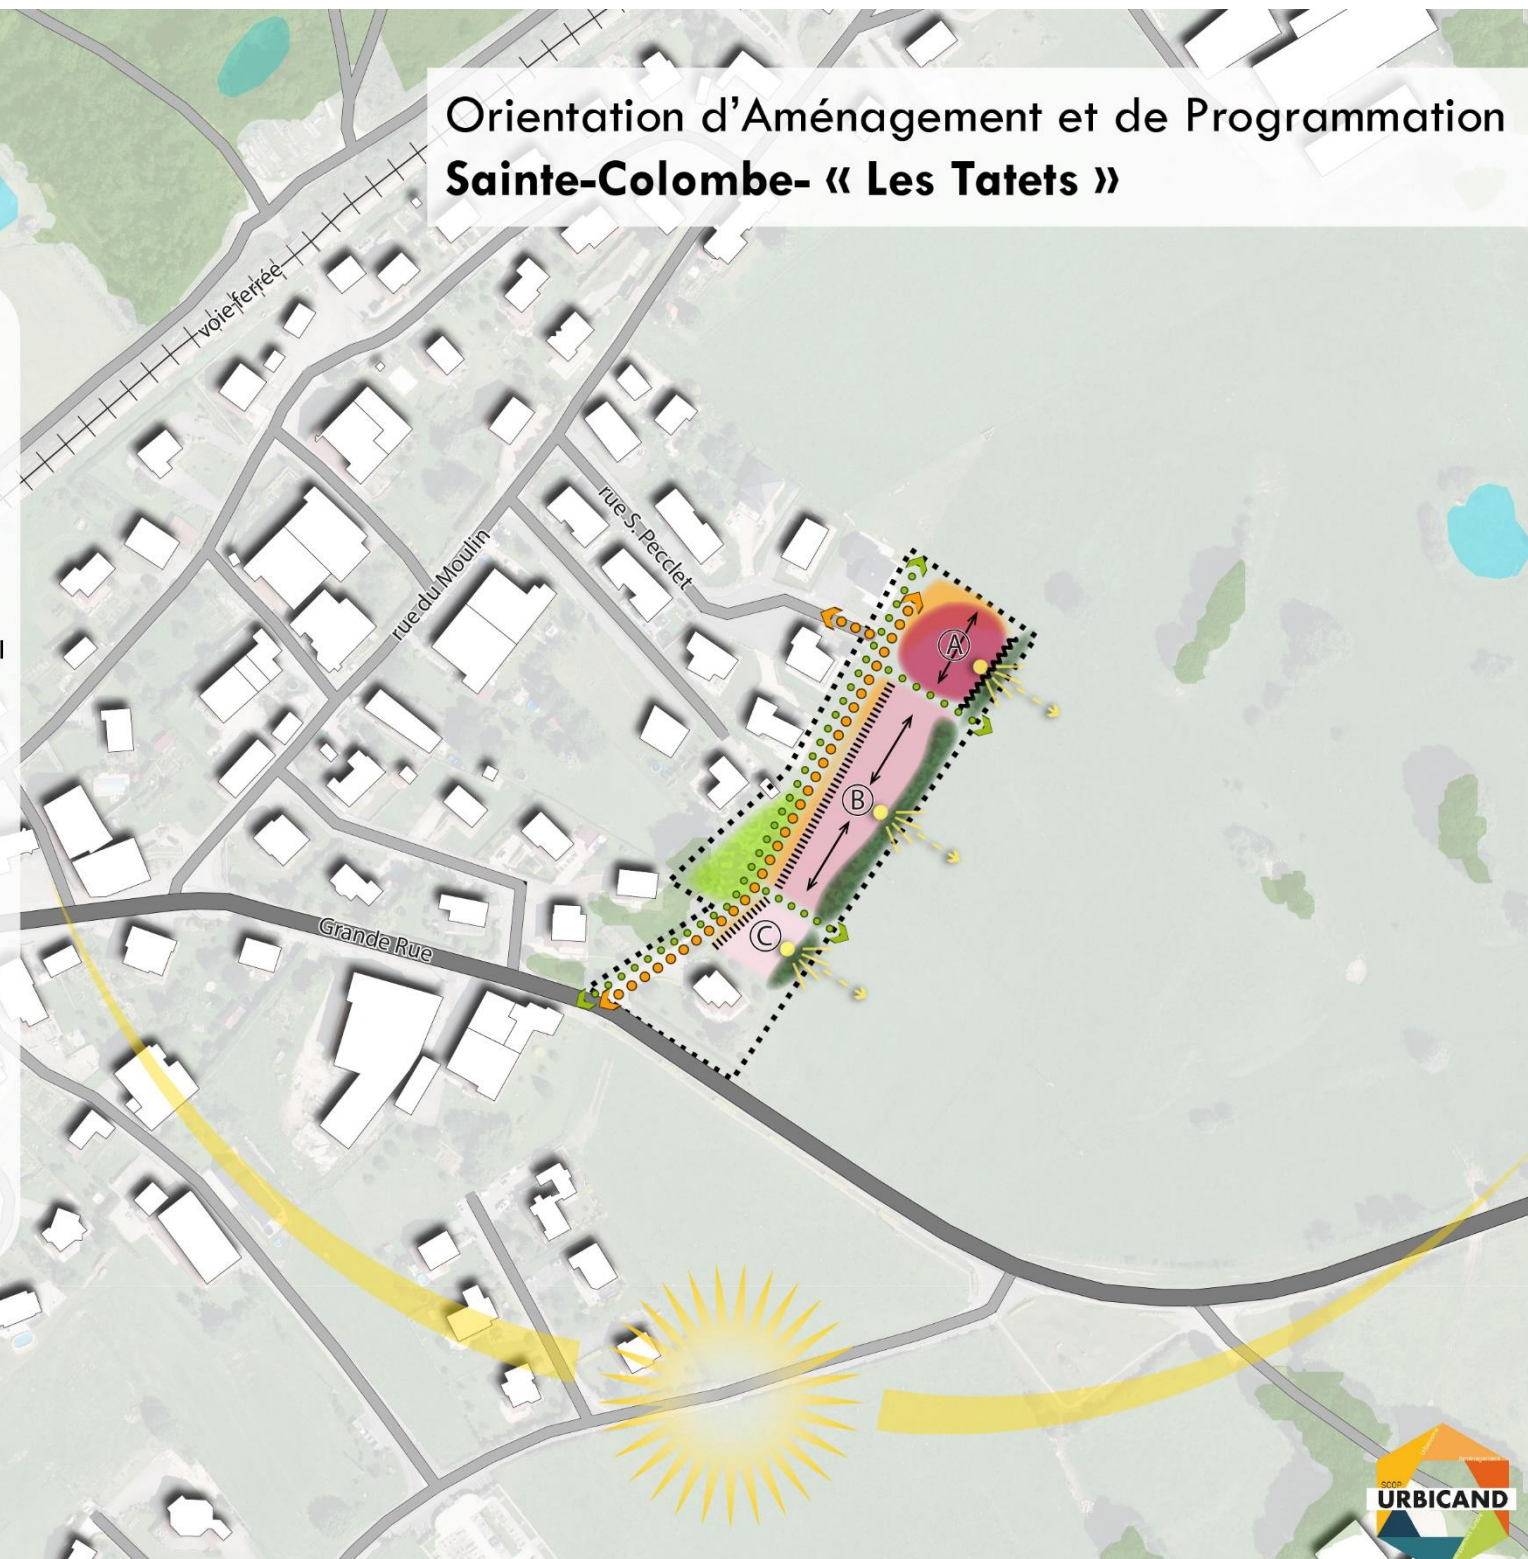 Orientation d'Aménagement et de Programmation
Sainte-Colombe- « Les Tatets »
voie ferrée
rue S. Pecclet
rue du Moulin
A
B
C
Grande Rue
SCOP
URBICAND